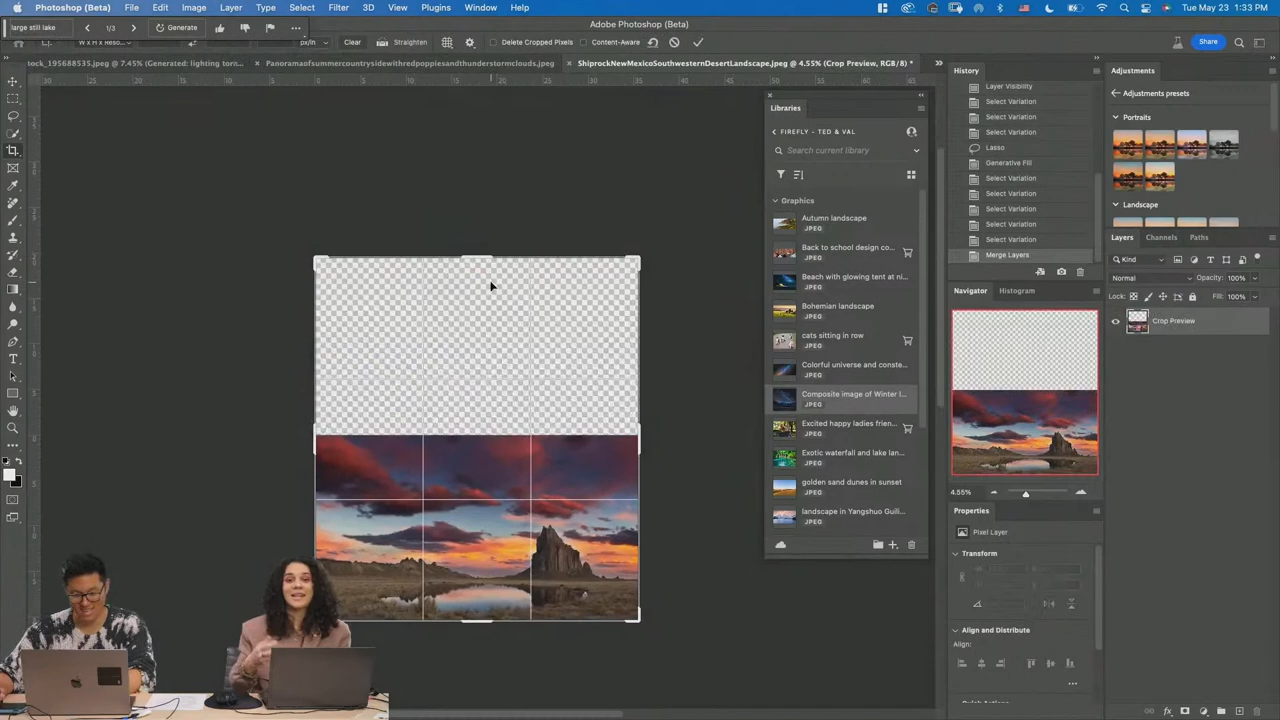 Photoshop (Beta) File Edit Image Layer Type Select Filter 3D View Plugins Window Help Tue May 23 1:33 PM
large still lake 1/3 Generate
Adobe Photoshop (Beta)
Clear Straighten Delete Cropped Pixels Content-Aware Share
tock_195688535.jpeg @ 7.45% (Generated: lighting torn... Panoramaofsummercountrysidewithredpoppiesandthunderstormclouds.jpeg ShiprockNewMexicoSouthwesternDesertLandscape.jpeg @ 4.55% (Crop Preview, RGB/8) *
Libraries
FIREFLY - TED & VAL
Search current library
Graphics
Autumn landscape
JPEG
Back to school design co...
JPEG
Beach with glowing tent at ni...
JPEG
Bohemian landscape
JPEG
cats sitting in row
JPEG
Colorful universe and conste...
JPEG
Composite image of Winter l...
JPEG
Excited happy ladies frien...
JPEG
Exotic waterfall and lake lan...
JPEG
golden sand dunes in sunset
JPEG
landscape in Yangshuo Guili...
JPEG
History
Layer Visibility
Select Variation
Select Variation
Select Variation
Lasso
Generative Fill
Select Variation
Select Variation
Select Variation
Select Variation
Select Variation
Merge Layers
Navigator Histogram
4.55%
Properties
Pixel Layer
Transform
Align and Distribute
Align:
Adjustments
Adjustments presets
Portraits
Landscape
Layers Channels Paths
Kind
Normal Opacity: 100%
Lock: Fill: 100%
Crop Preview